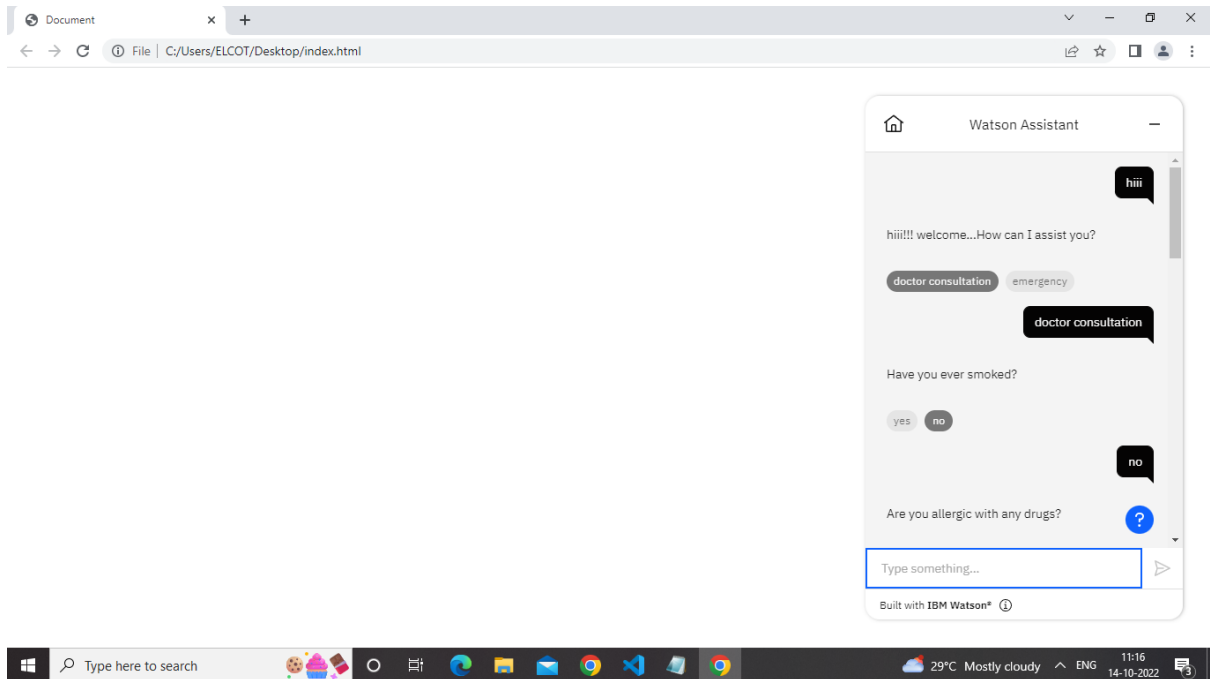 Document
File | C:/Users/ELCOT/Desktop/index.html
Watson Assistant
hiii
hiii!!! welcome...How can I assist you?
doctor consultation emergency
doctor consultation
Have you ever smoked?
yes no
no
Are you allergic with any drugs?
?
Type something...
Built with IBM Watson®
Type here to search
29°C Mostly cloudy
ENG
11:16
14-10-2022
3